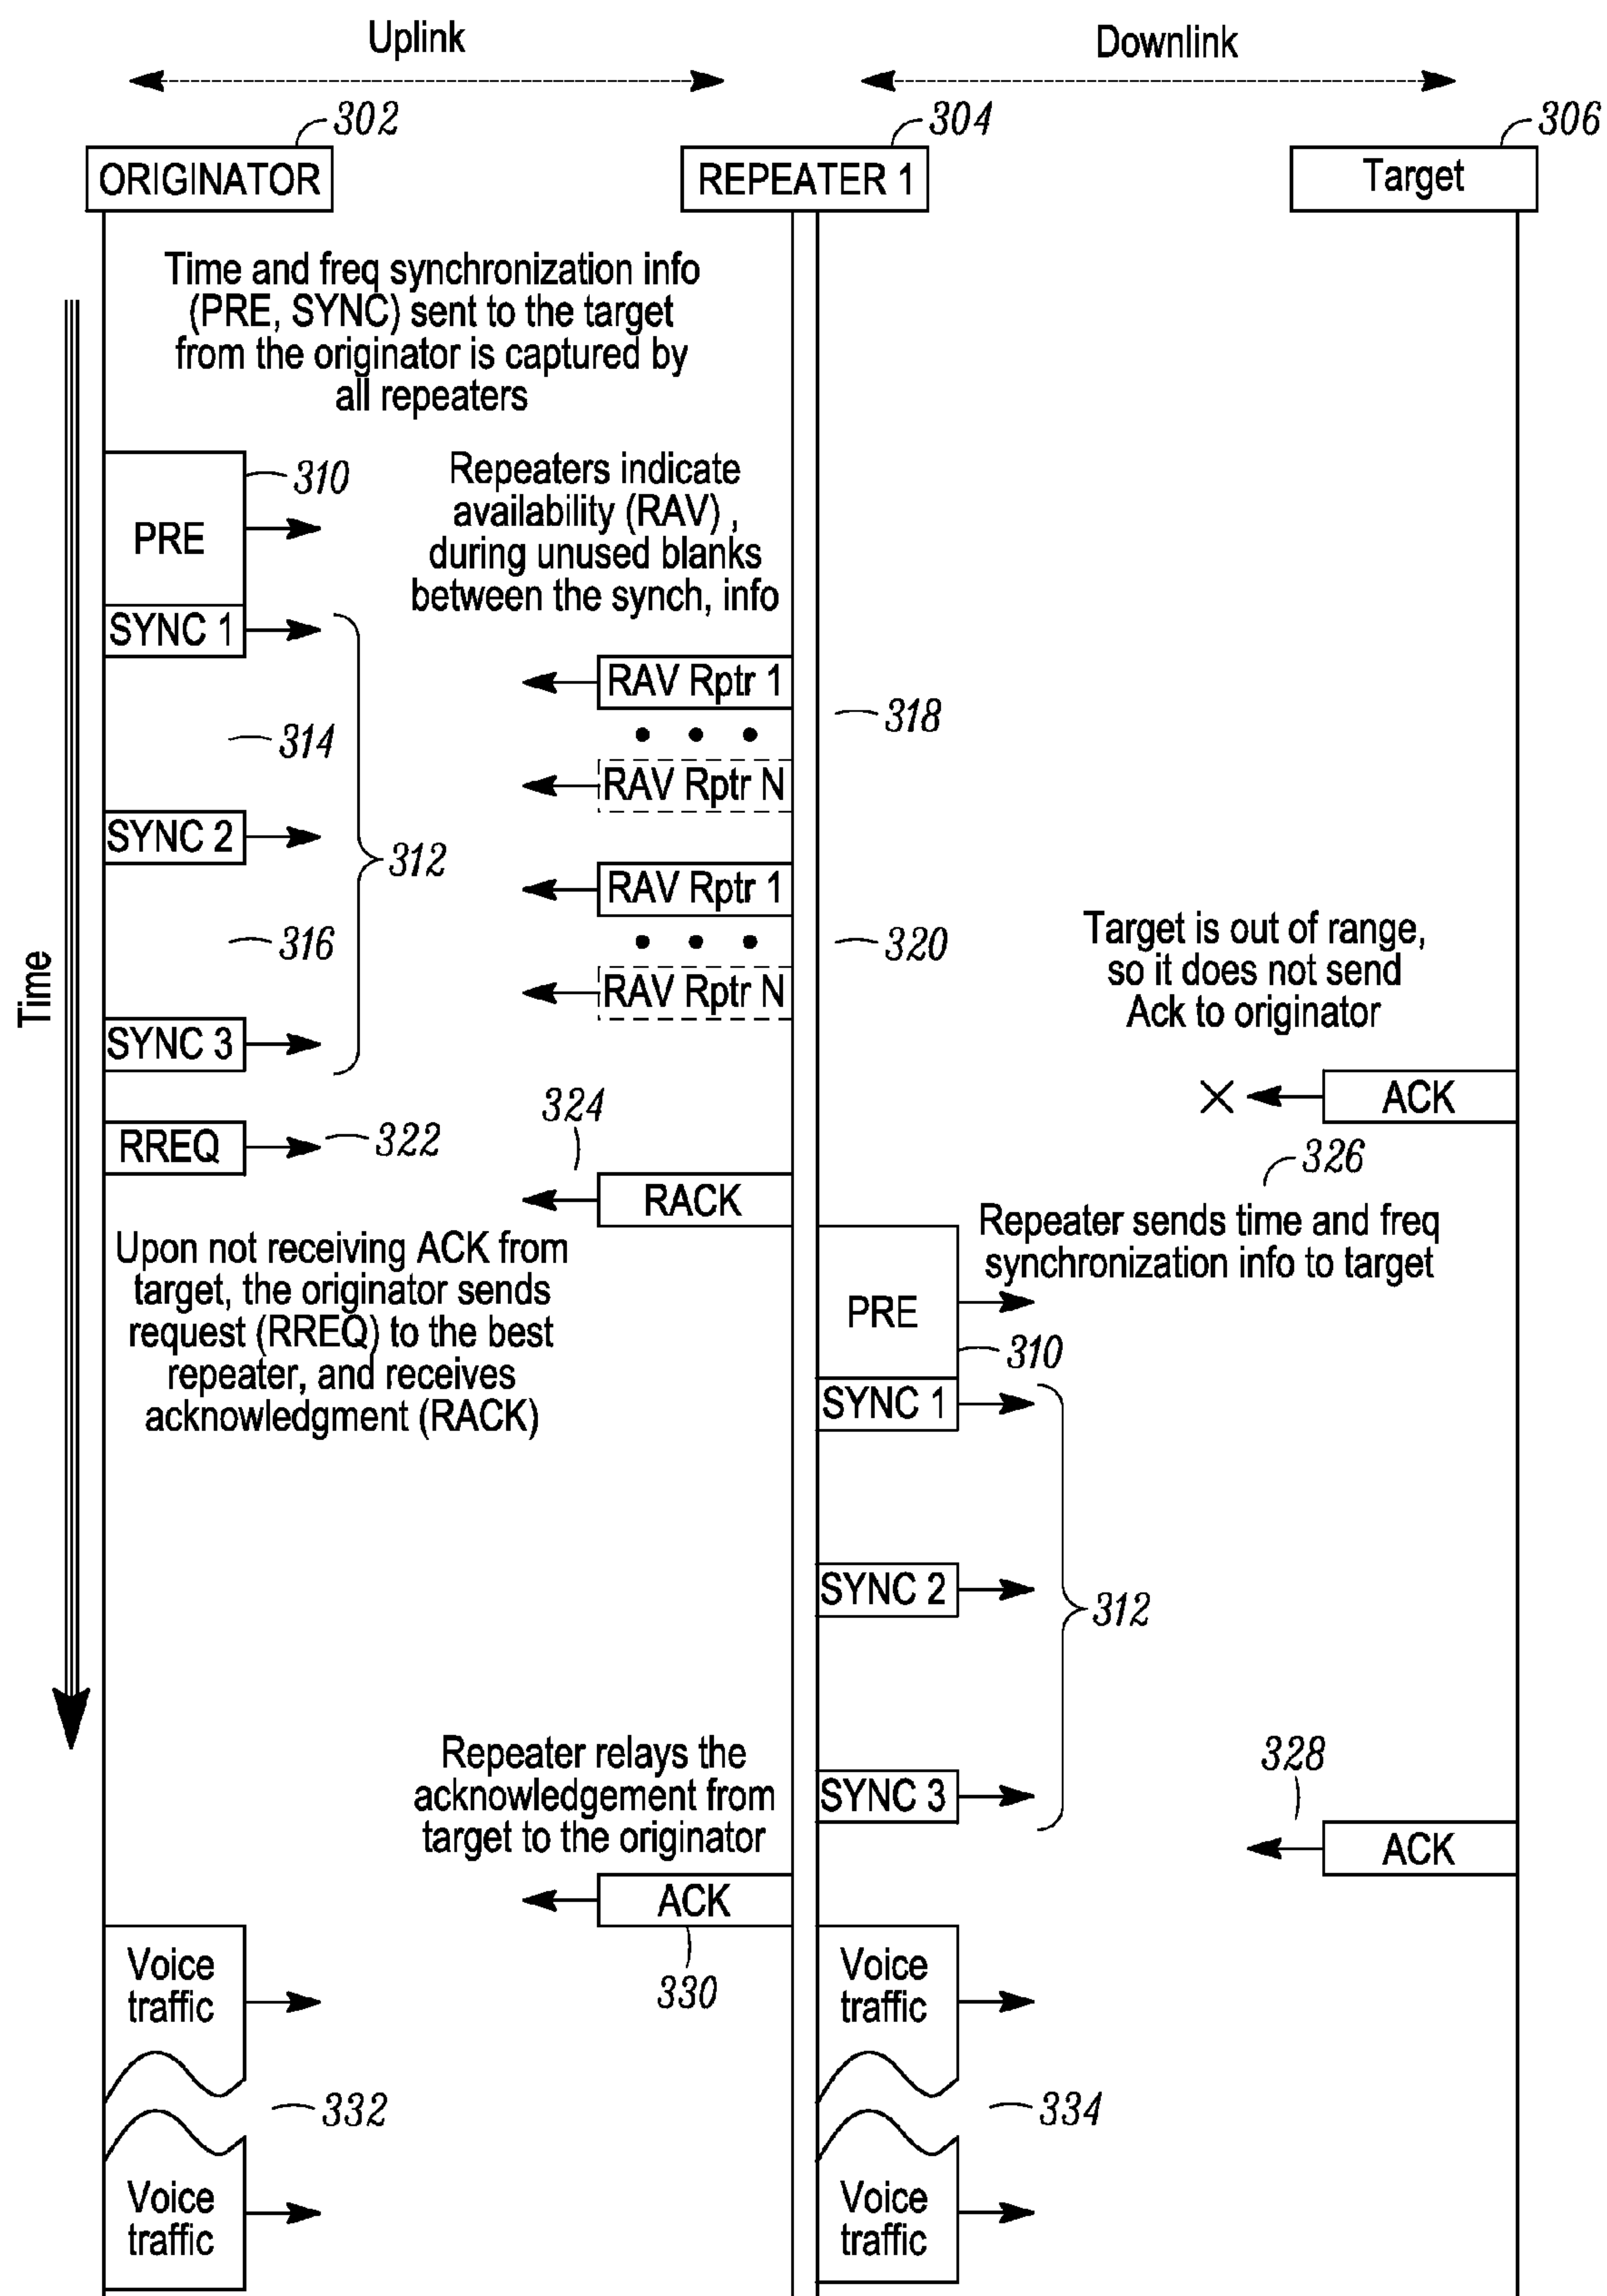 Uplink
Downlink
302
304
306
ORIGINATOR
REPEATER 1
Target
Time and freq synchronization info
(PRE, SYNC) sent to the target
from the originator is captured by
all repeaters
310
PRE
Repeaters indicate
availability (RAV) ,
during unused blanks
between the synch, info
SYNC 1
RAV Rptr 1
318
314
RAV Rptr N
SYNC 2
312
RAV Rptr 1
316
320
RAV Rptr N
Time
SYNC 3
Target is out of range,
so it does not send
Ack to originator
ACK
324
RREQ
322
326
RACK
Upon not receiving ACK from
target, the originator sends
request (RREQ) to the best
repeater, and receives
acknowledgment (RACK)
Repeater sends time and freq
synchronization info to target
PRE
310
SYNC 1
SYNC 2
312
SYNC 3
328
ACK
Repeater relays the
acknowledgement from
target to the originator
ACK
330
Voice
traffic
Voice
traffic
332
334
Voice
traffic
Voice
traffic